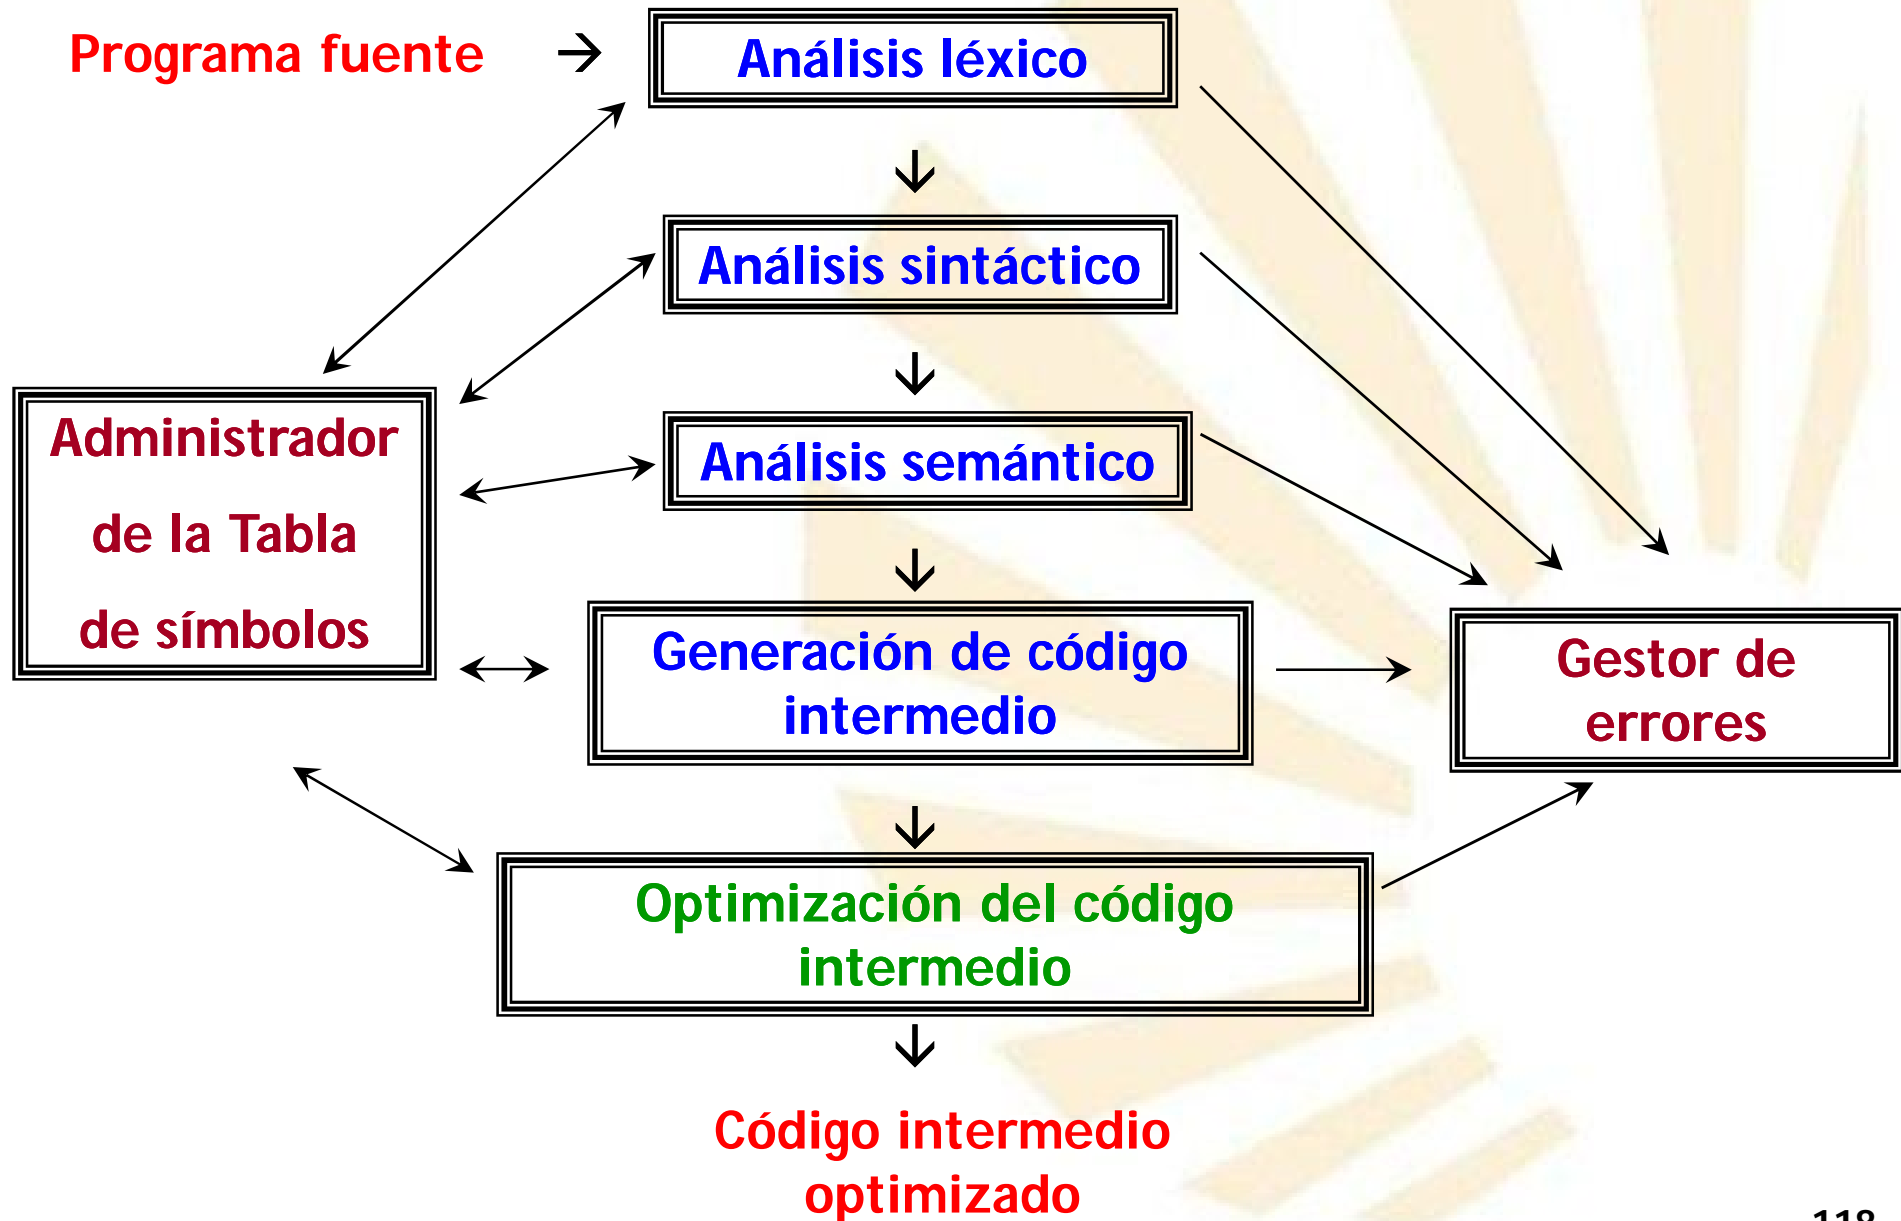 Programa fuente → Análisis léxico
Análisis sintáctico
Análisis semántico
Administrador
de la Tabla
de símbolos
Generación de código
intermedio
Gestor de
errores
Optimización del código
intermedio
Código intermedio
optimizado
118